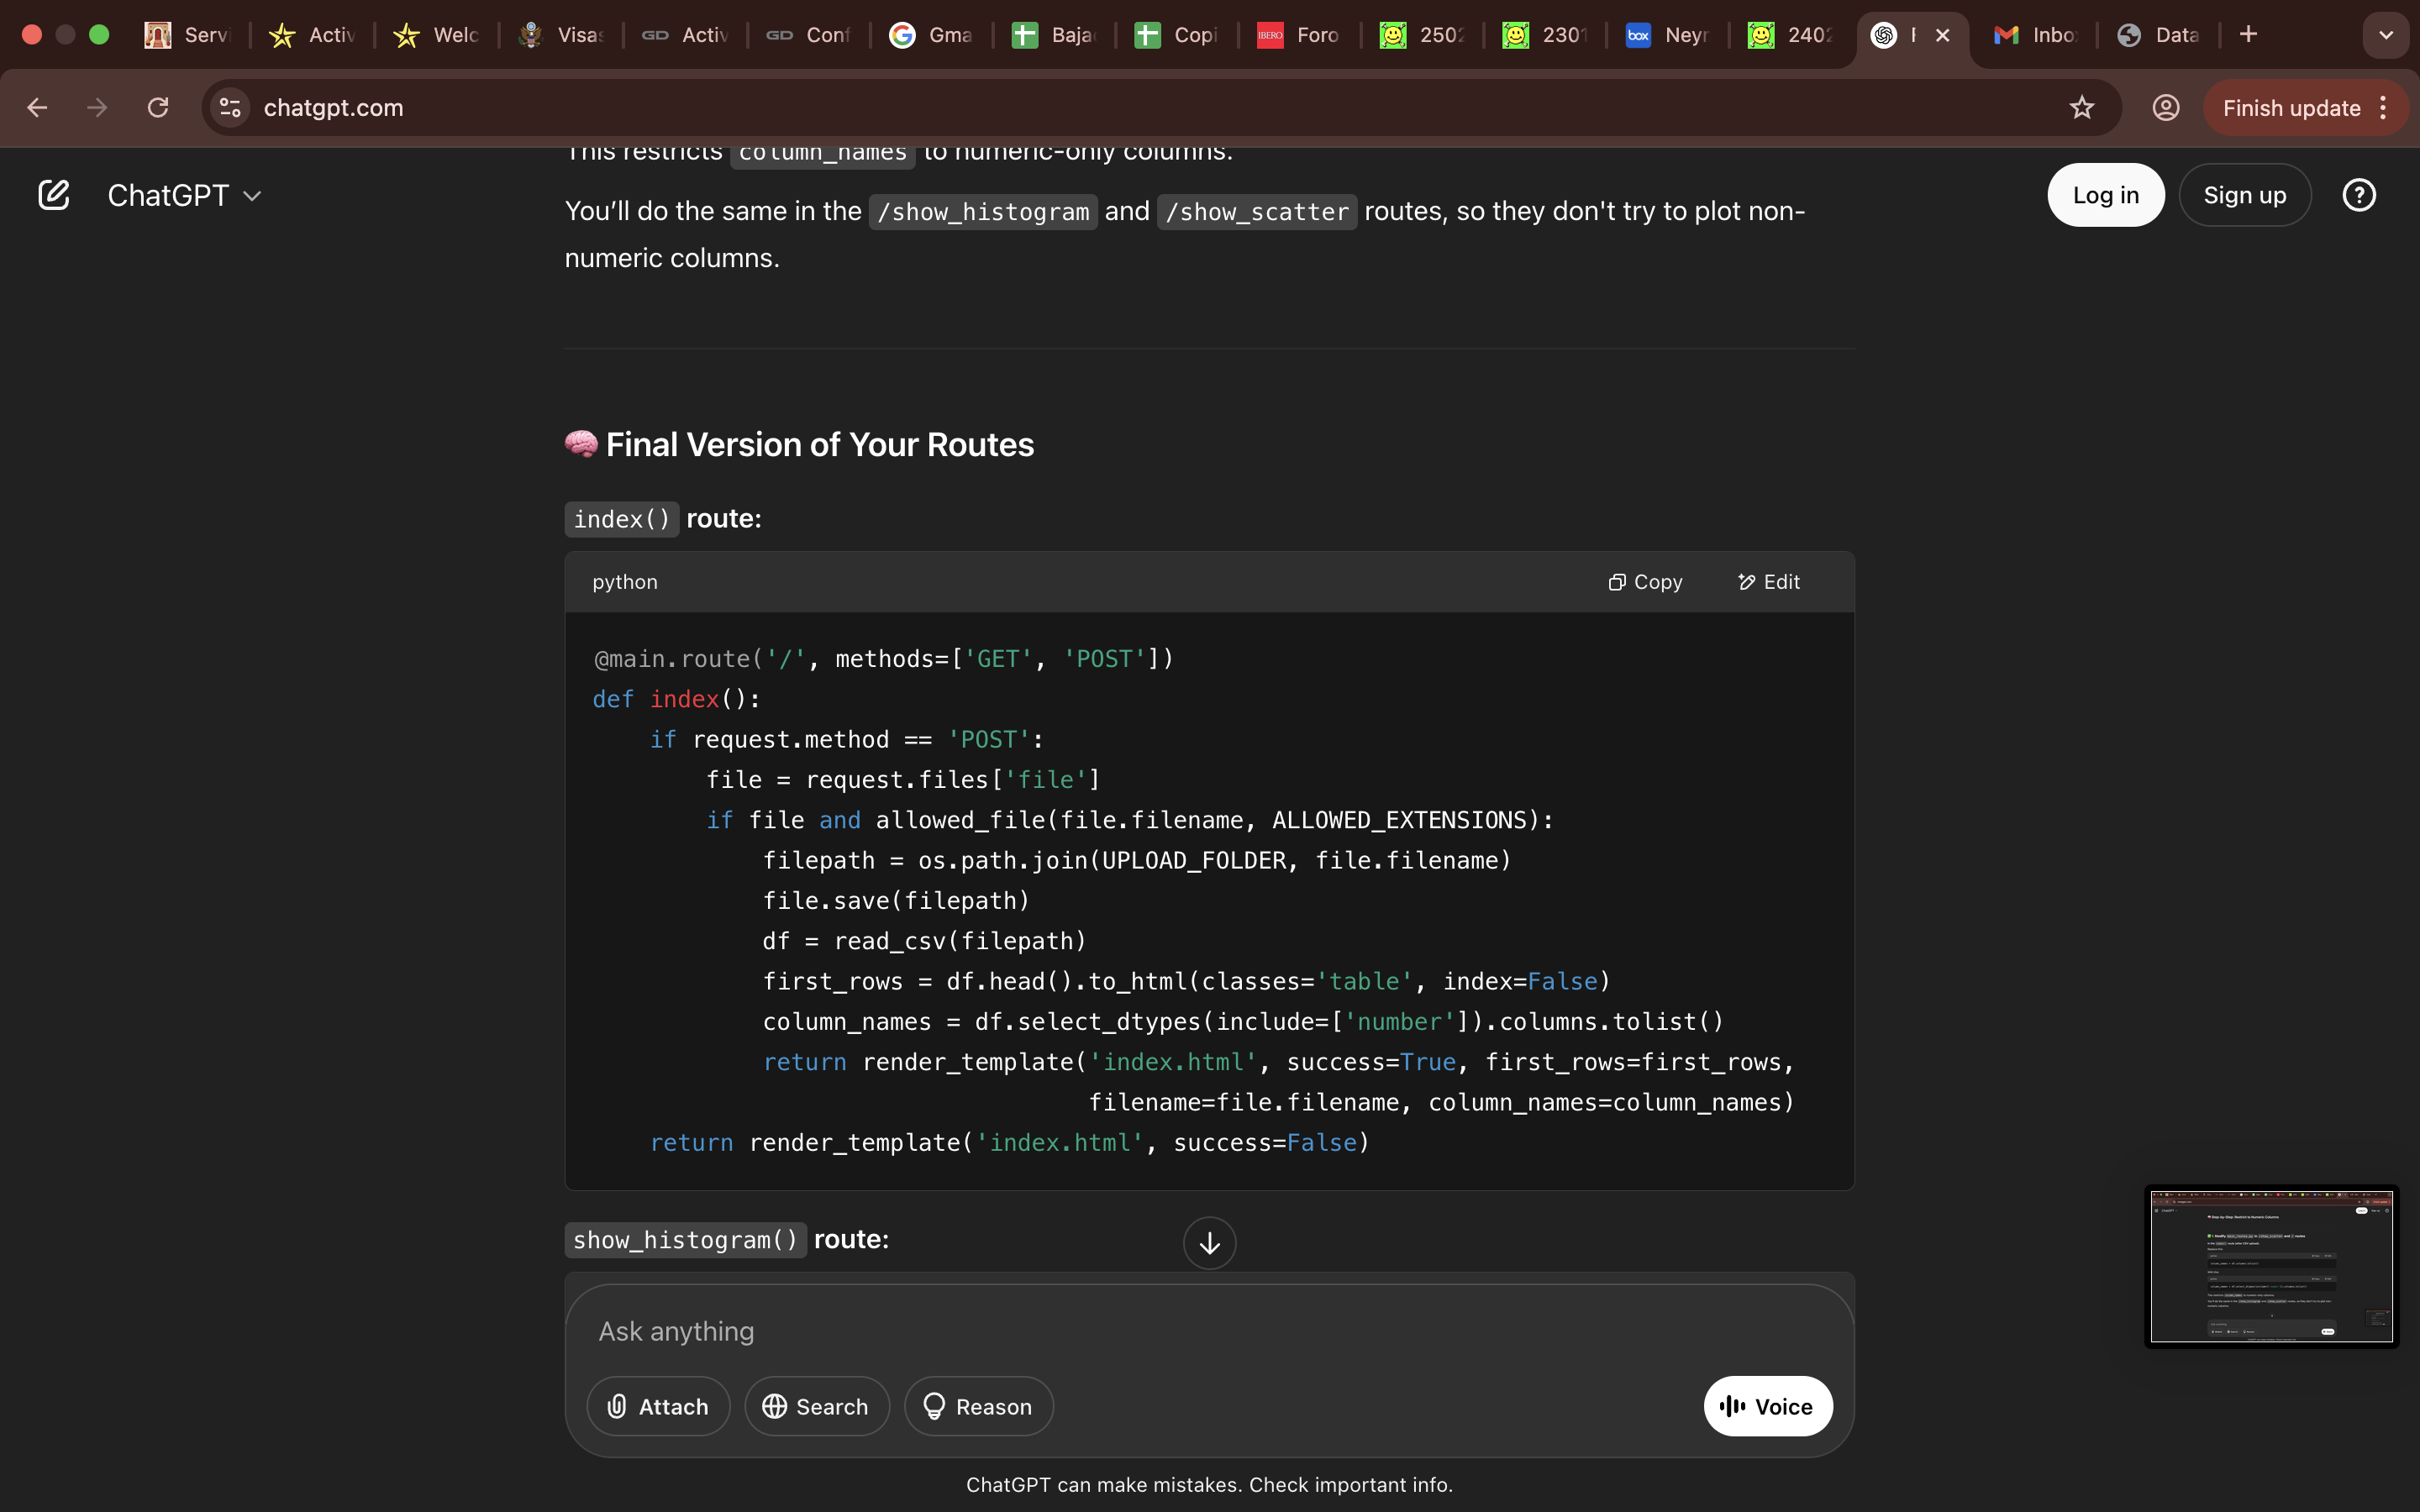 Servi
Activ
Welc
Visas
GD Activ
GD Conf
Gma
Baja
Copi
IBERO Foro
2502
2301
box Neyr
2402
Inbo
Data
chatgpt.com
Finish update
This restricts column_names to numeric-only columns.
ChatGPT
Log in
Sign up
You’ll do the same in the /show_histogram and /show_scatter routes, so they don't try to plot non-
numeric columns.
🧠 Final Version of Your Routes
index() route:
python
Copy
Edit
@main.route('/', methods=['GET', 'POST'])
def index():
    if request.method == 'POST':
        file = request.files['file']
        if file and allowed_file(file.filename, ALLOWED_EXTENSIONS):
            filepath = os.path.join(UPLOAD_FOLDER, file.filename)
            file.save(filepath)
            df = read_csv(filepath)
            first_rows = df.head().to_html(classes='table', index=False)
            column_names = df.select_dtypes(include=['number']).columns.tolist()
            return render_template('index.html', success=True, first_rows=first_rows,
                                   filename=file.filename, column_names=column_names)
    return render_template('index.html', success=False)
show_histogram() route:
Ask anything
Attach
Search
Reason
Voice
ChatGPT can make mistakes. Check important info.